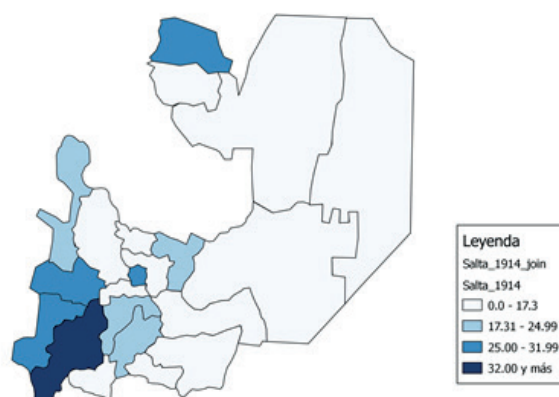 Leyenda
Salta_1914_join
Salta_1914
0.0 - 17.3
17.31 - 24.99
25.00 - 31.99
32.00 y más